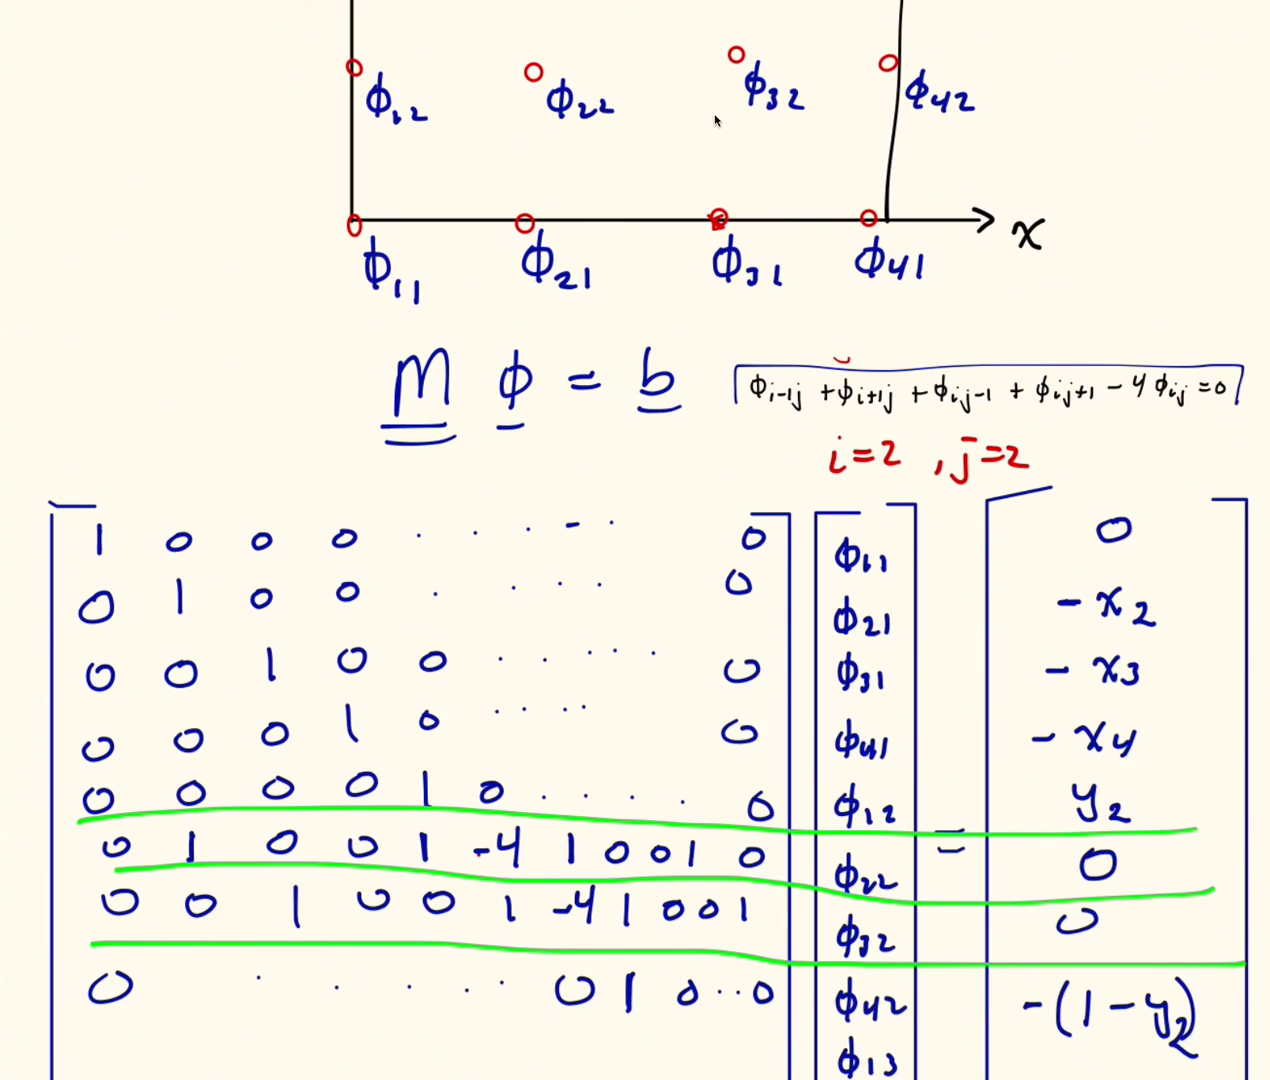 ϕ₁₂ ϕ₂₂ ϕ₃₂ ϕ₄₂
x
ϕ₁₁ ϕ₂₁ ϕ₃₁ ϕ₄₁
M ϕ = b
ϕi-1j + ϕi+1j + ϕij-1 + ϕij+1 - 4ϕij = 0
i=2 , j=2
1 0 0 0 . . . - . 0 ϕ₁₁ 0
0 1 0 0 . . . . 0 ϕ₂₁ -x₂
0 0 1 0 0 . . . . . 0 ϕ₃₁ -x₃
0 0 0 1 0 . . . . 0 ϕ₄₁ -x₄
0 0 0 0 1 0 . . . . 0 ϕ₁₂ y₂
0 1 0 0 1 -4 1 0 0 1 0 ϕ₂₂ = 0
0 0 1 0 0 1 -4 1 0 0 1 ϕ₃₂ 0
0 . . . . . 0 1 0 . . 0 ϕ₄₂ -(1-y₂)
ϕ₁₃